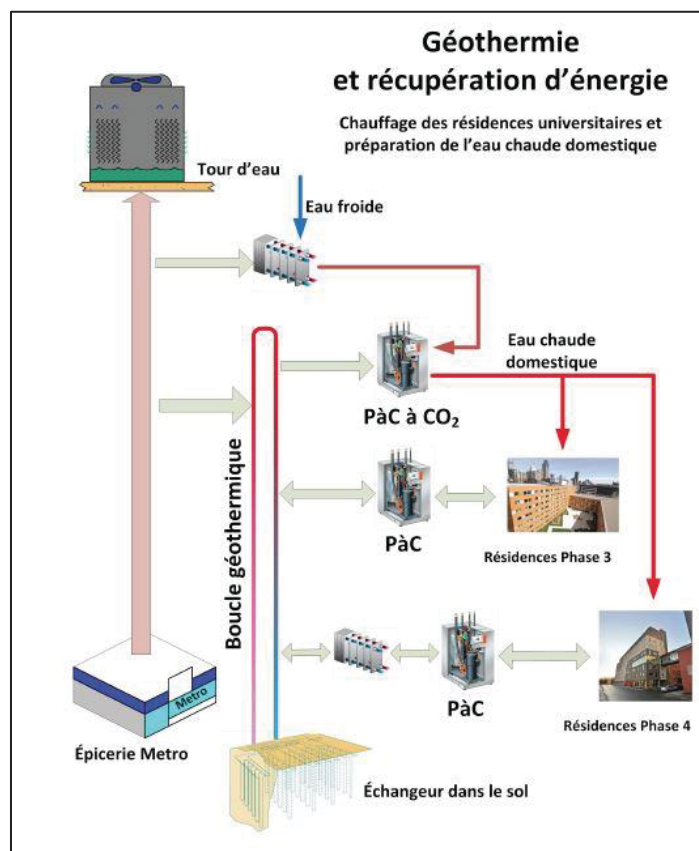 Géothermie
et récupération d'énergie
Chauffage des résidences universitaires et
préparation de l'eau chaude domestique
Tour d'eau
Eau froide
Eau chaude
domestique
PàC à CO₂
Boucle géothermique
PàC
Résidences Phase 3
Metro
PàC
Résidences Phase 4
Épicerie Metro
Échangeur dans le sol